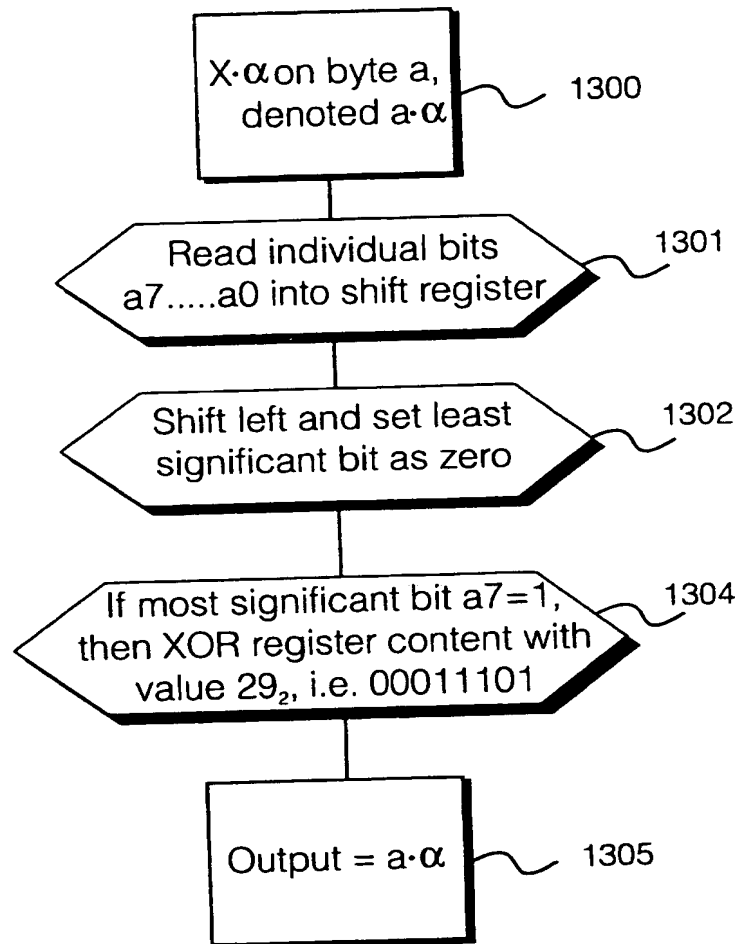 X·α on byte a,
denoted a·α
1300
Read individual bits
a7.....a0 into shift register
1301
Shift left and set least
significant bit as zero
1302
If most significant bit a7=1,
then XOR register content with
value 29₂, i.e. 00011101
1304
Output = a·α
1305